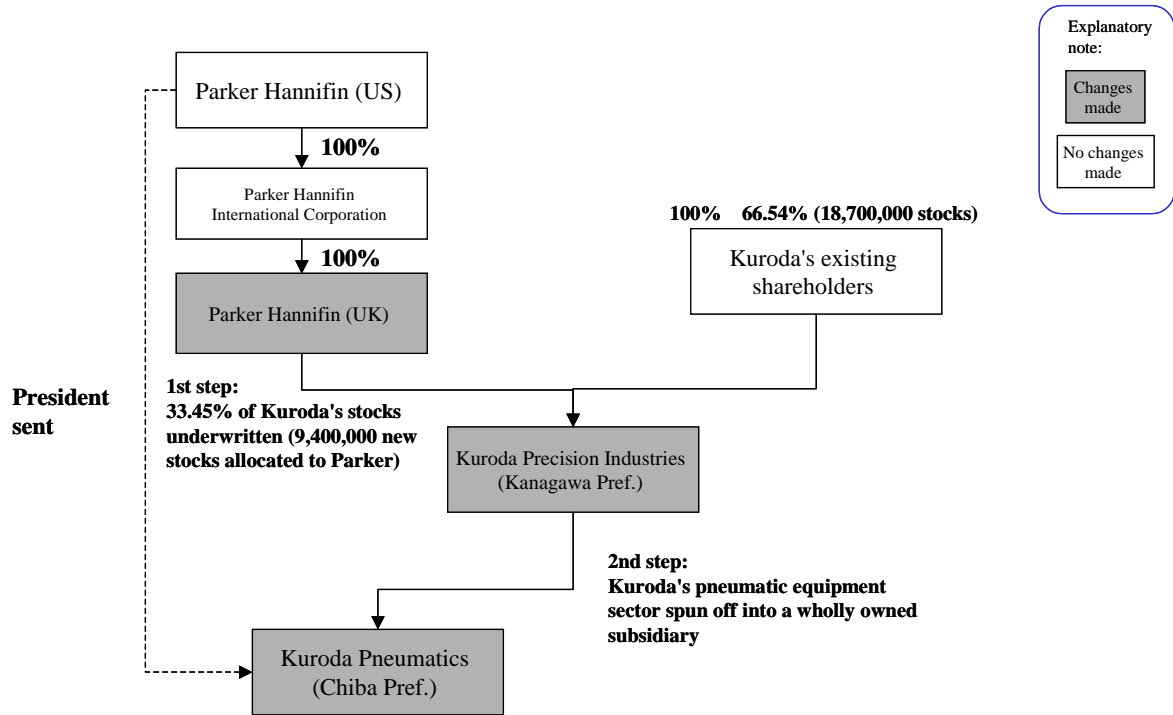 Explanatory
note:
Changes
made
No changes
made
Parker Hannifin (US)
100%
Parker Hannifin
International Corporation
100%
Parker Hannifin (UK)
100% 66.54% (18,700,000 stocks)
Kuroda's existing
shareholders
President
sent
1st step:
33.45% of Kuroda's stocks
underwritten (9,400,000 new
stocks allocated to Parker)
Kuroda Precision Industries
(Kanagawa Pref.)
2nd step:
Kuroda's pneumatic equipment
sector spun off into a wholly owned
subsidiary
Kuroda Pneumatics
(Chiba Pref.)